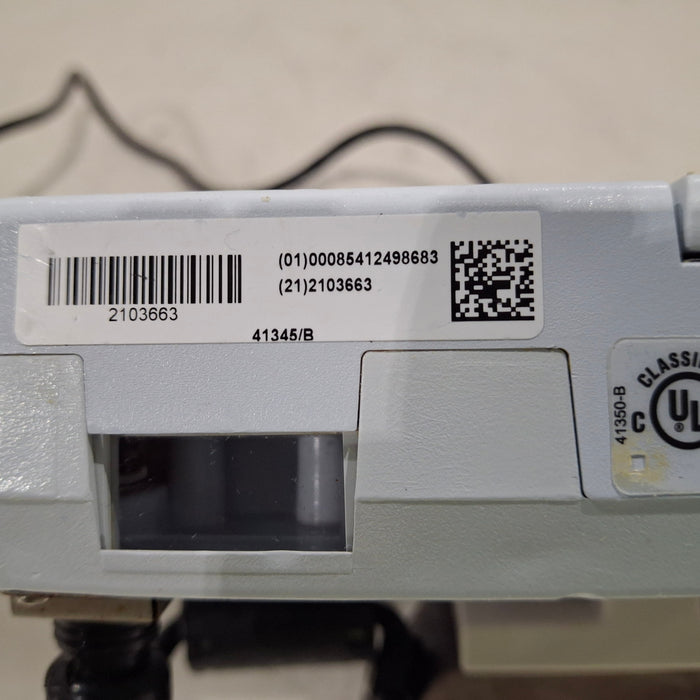 (01)00085412498683
(21)2103663
2103663
41345/B
CLASSI
C UL
®
41350-B